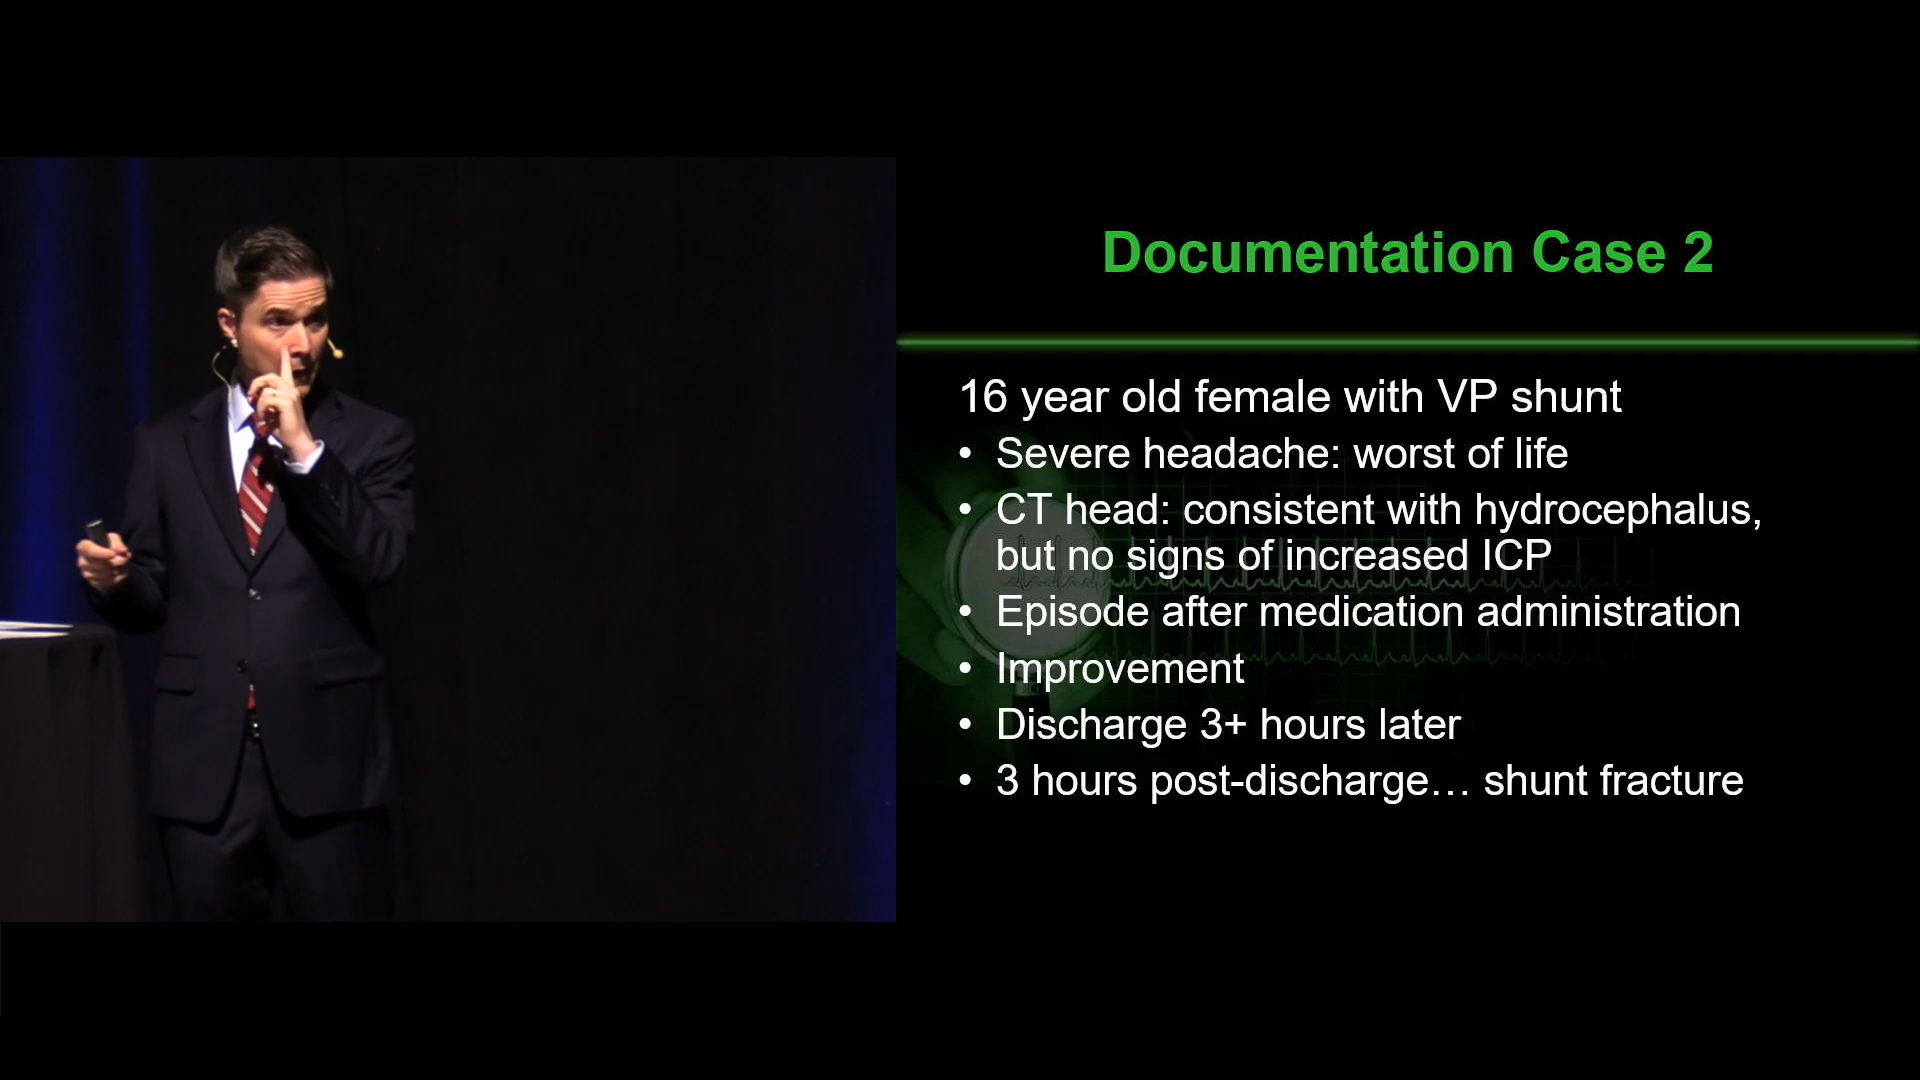 Documentation Case 2
16 year old female with VP shunt
• Severe headache: worst of life
• CT head: consistent with hydrocephalus,
but no signs of increased ICP
• Episode after medication administration
• Improvement
• Discharge 3+ hours later
• 3 hours post-discharge… shunt fracture